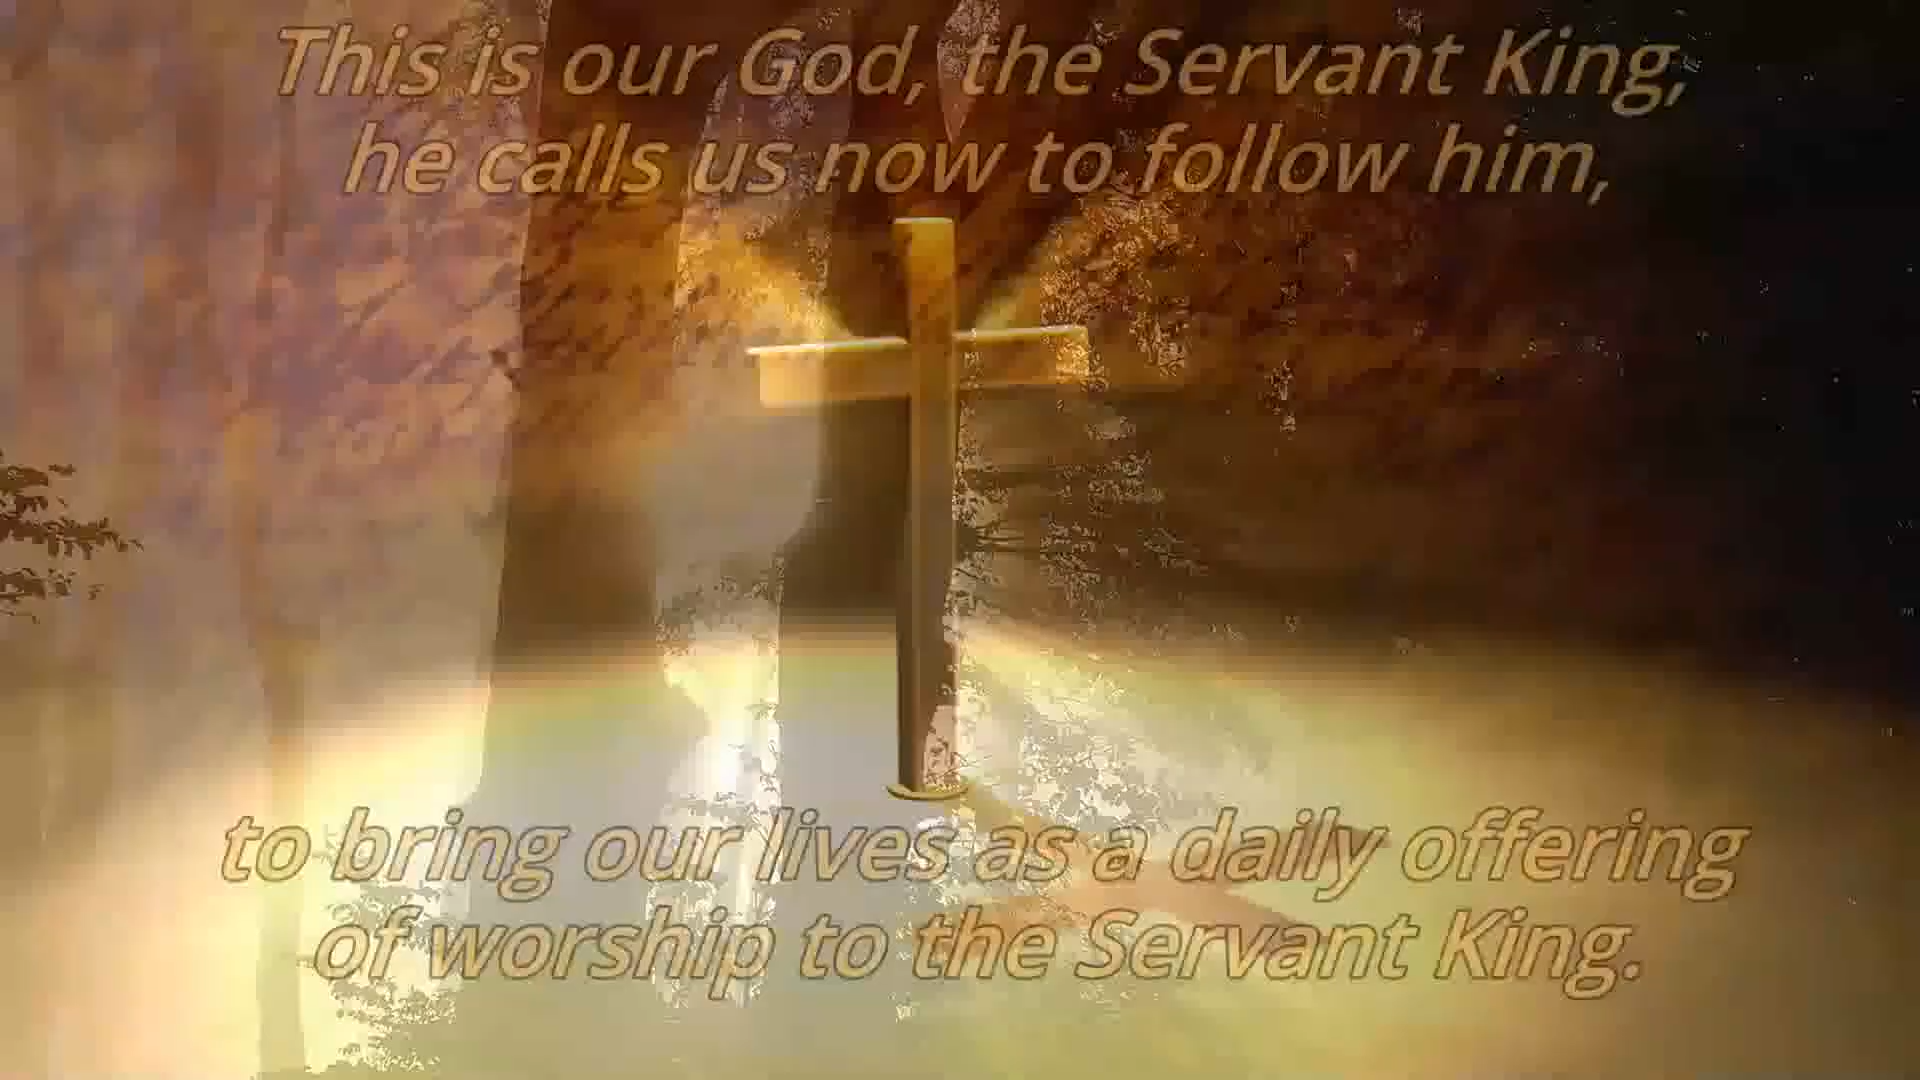 This is our God, the Servant King,
he calls us now to follow him,
to bring our lives as a daily offering
of worship to the Servant King.